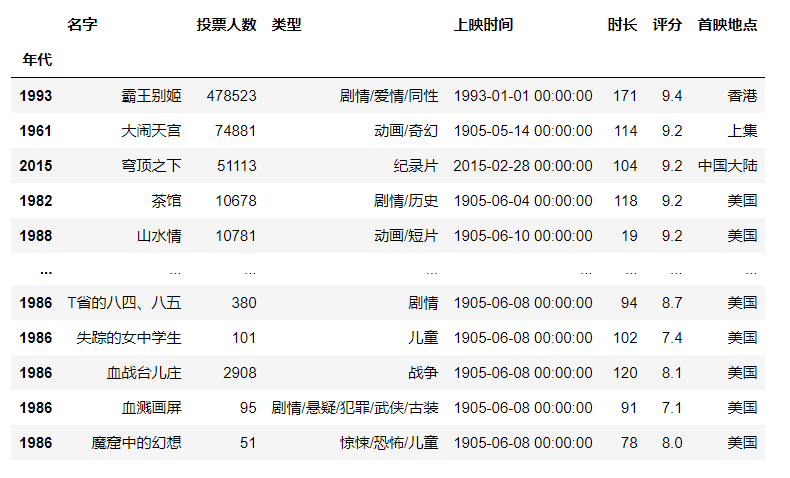 名字 投票人数 类型 上映时间 时长 评分 首映地点
年代
1993 霸王别姬 478523 剧情/爱情/同性 1993-01-01 00:00:00 171 9.4 香港
1961 大闹天宫 74881 动画/奇幻 1905-05-14 00:00:00 114 9.2 上集
2015 穹顶之下 51113 纪录片 2015-02-28 00:00:00 104 9.2 中国大陆
1982 茶馆 10678 剧情/历史 1905-06-04 00:00:00 118 9.2 美国
1988 山水情 10781 动画/短片 1905-06-10 00:00:00 19 9.2 美国
... ... ... ... ... ... ... ...
1986 T省的八四、八五 380 剧情 1905-06-08 00:00:00 94 8.7 美国
1986 失踪的女中学生 101 儿童 1905-06-08 00:00:00 102 7.4 美国
1986 血战台儿庄 2908 战争 1905-06-08 00:00:00 120 8.1 美国
1986 血溅画屏 95 剧情/悬疑/犯罪/武侠/古装 1905-06-08 00:00:00 91 7.1 美国
1986 魔窟中的幻想 51 惊悚/恐怖/儿童 1905-06-08 00:00:00 78 8.0 美国